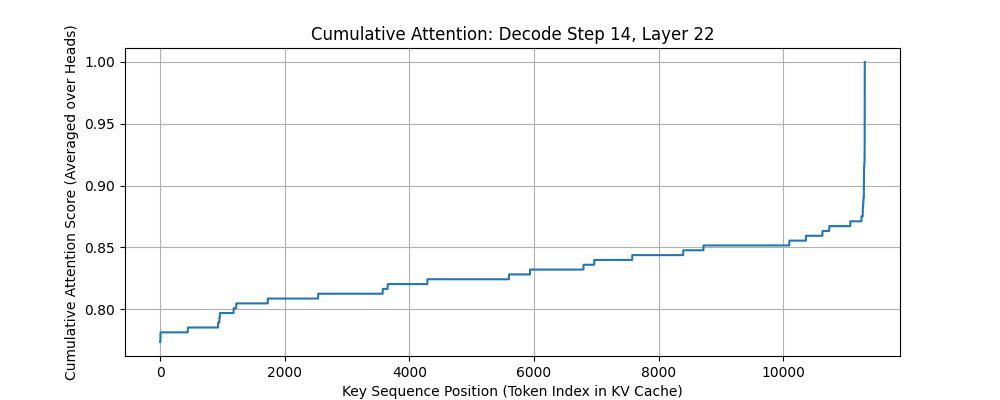 Cumulative Attention: Decode Step 14, Layer 22
Cumulative Attention Score (Averaged over Heads)
1.00
0.95
0.90
0.85
0.80
0 2000 4000 6000 8000 10000
Key Sequence Position (Token Index in KV Cache)